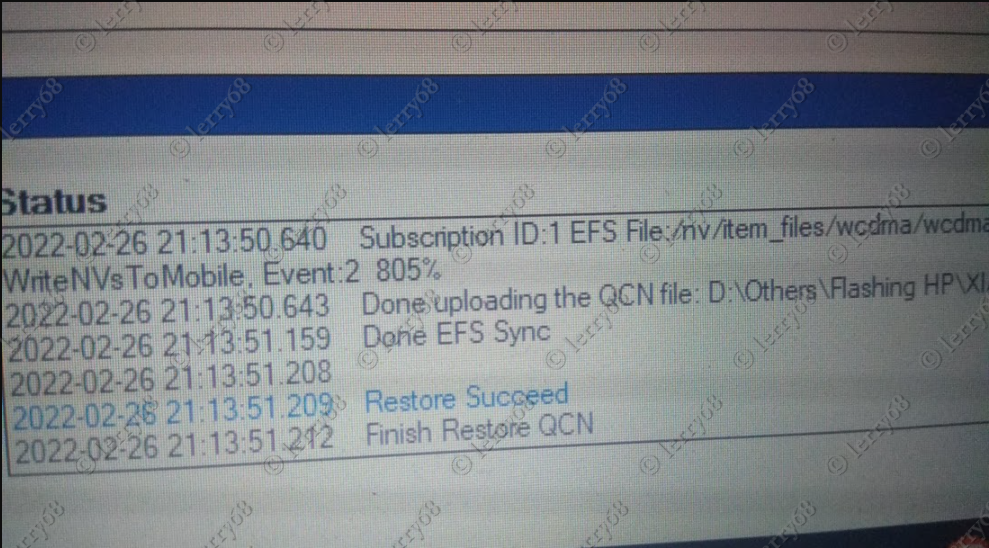 Status
2022-02-26 21:13:50.640 Subscription ID:1 EFS File:/nv/item_files/wcdma/wcdma
WriteNVsToMobile, Event:2 805%
2022-02-26 21:13:50.643 Done uploading the QCN file: D:\Others\Flashing HP\XI
2022-02-26 21:13:51.159 Done EFS Sync
2022-02-26 21:13:51.208
2022-02-26 21:13:51.209 Restore Succeed
2022-02-26 21:13:51.212 Finish Restore QCN
© lerry68